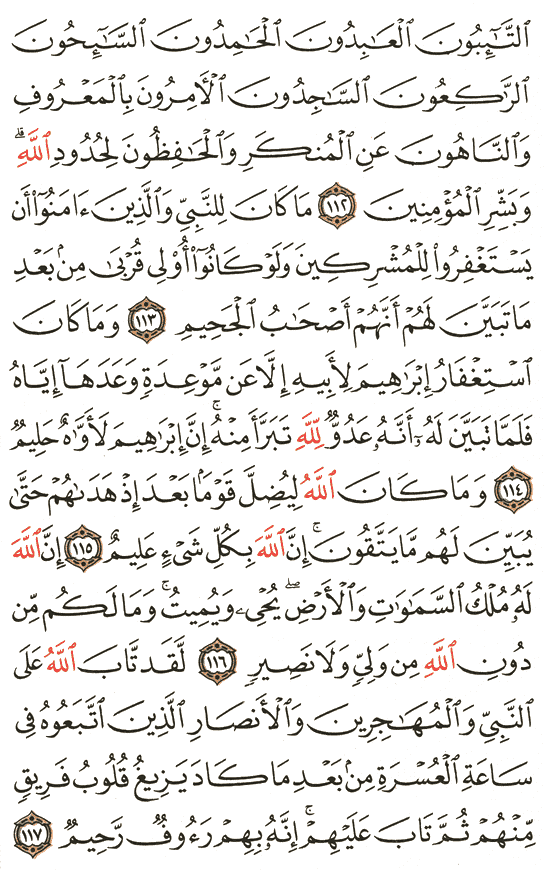 ٱلتَّـٰٓئِبُونَ ٱلْعَـٰبِدُونَ ٱلْحَـٰمِدُونَ ٱلسَّـٰٓئِحُونَ
ٱلرَّٰكِعُونَ ٱلسَّـٰجِدُونَ ٱلْـَٔامِرُونَ بِٱلْمَعْرُوفِ
وَٱلنَّاهُونَ عَنِ ٱلْمُنكَرِ وَٱلْحَـٰفِظُونَ لِحُدُودِ ٱللَّهِۗ
وَبَشِّرِ ٱلْمُؤْمِنِينَ ١١٢ مَا كَانَ لِلنَّبِىِّ وَٱلَّذِينَ ءَامَنُوٓا۟ أَن
يَسْتَغْفِرُوا۟ لِلْمُشْرِكِينَ وَلَوْ كَانُوٓا۟ أُو۟لِى قُرْبَىٰ مِنۢ بَعْدِ
مَا تَبَيَّنَ لَهُمْ أَنَّهُمْ أَصْحَـٰبُ ٱلْجَحِيمِ ١١٣ وَمَا كَانَ
ٱسْتِغْفَارُ إِبْرَٰهِيمَ لِأَبِيهِ إِلَّا عَن مَّوْعِدَةٍ وَعَدَهَآ إِيَّاهُ
فَلَمَّا تَبَيَّنَ لَهُۥٓ أَنَّهُۥ عَدُوٌّ لِّلَّهِ تَبَرَّأَ مِنْهُۚ إِنَّ إِبْرَٰهِيمَ لَأَوَّٰهٌ حَلِيمٌ
١١٤ وَمَا كَانَ ٱللَّهُ لِيُضِلَّ قَوْمًۢا بَعْدَ إِذْ هَدَىٰهُمْ حَتَّىٰ
يُبَيِّنَ لَهُم مَّا يَتَّقُونَۚ إِنَّ ٱللَّهَ بِكُلِّ شَىْءٍ عَلِيمٌ ١١٥ إِنَّ ٱللَّهَ
لَهُۥ مُلْكُ ٱلسَّمَـٰوَٰتِ وَٱلْأَرْضِۖ يُحْىِۦ وَيُمِيتُۚ وَمَا لَكُم مِّن
دُونِ ٱللَّهِ مِن وَلِىٍّ وَلَا نَصِيرٍ ١١٦ لَّقَد تَّابَ ٱللَّهُ عَلَى
ٱلنَّبِىِّ وَٱلْمُهَـٰجِرِينَ وَٱلْأَنصَارِ ٱلَّذِينَ ٱتَّبَعُوهُ فِى
سَاعَةِ ٱلْعُسْرَةِ مِنۢ بَعْدِ مَا كَادَ يَزِيغُ قُلُوبُ فَرِيقٍ
مِّنْهُمْ ثُمَّ تَابَ عَلَيْهِمْۚ إِنَّهُۥ بِهِمْ رَءُوفٌ رَّحِيمٌ ١١٧